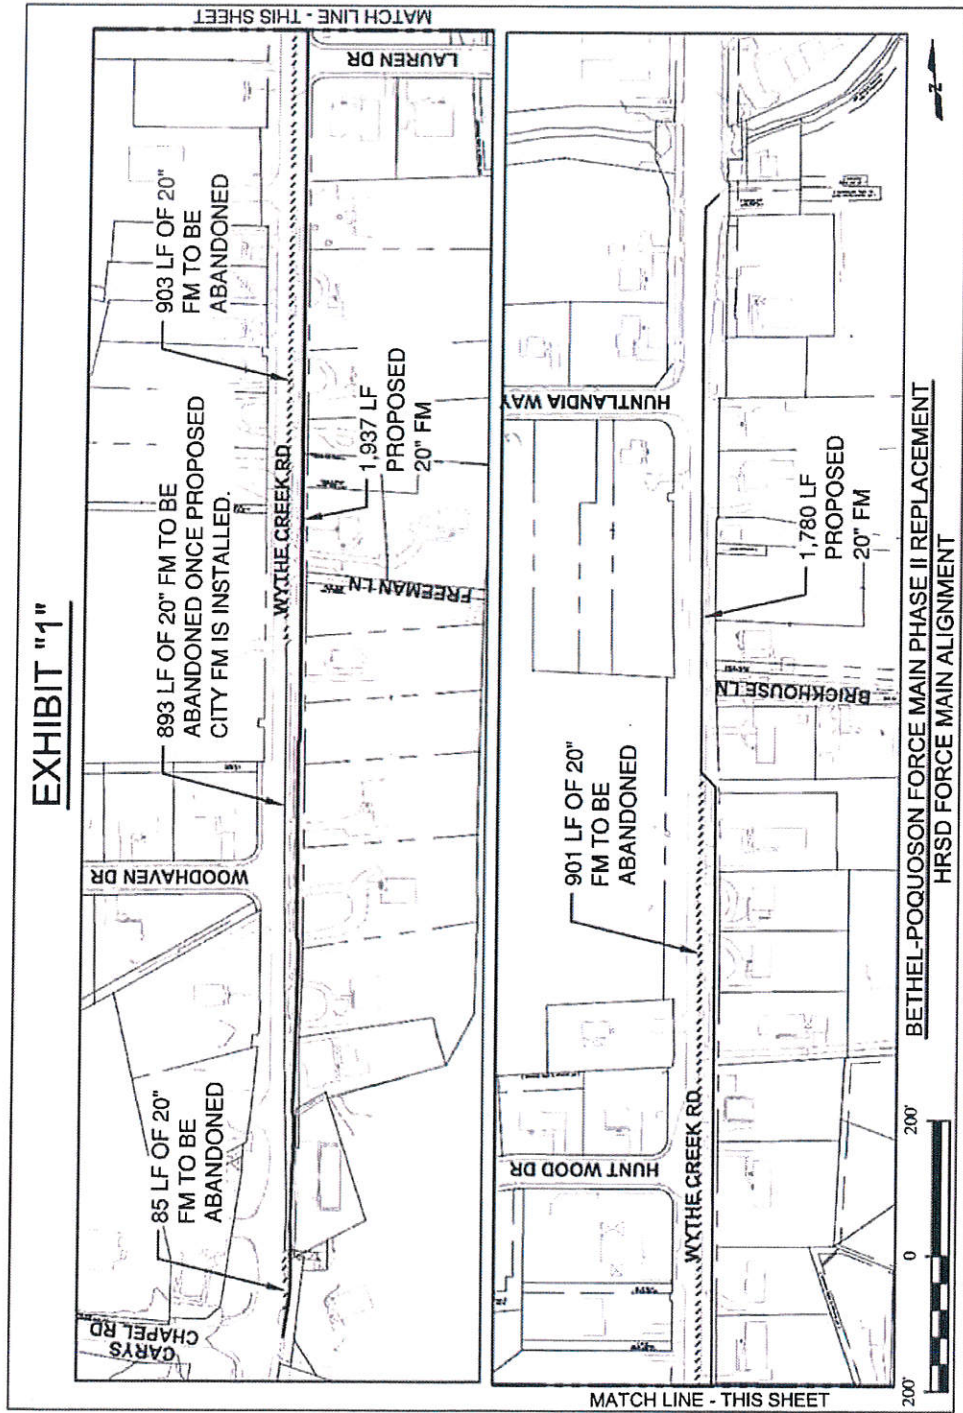 EXHIBIT "1"
MATCH LINE - THIS SHEET
LAUREN DR
903 LF OF 20"
FM TO BE
ABANDONED
893 LF OF 20" FM TO BE
ABANDONED ONCE PROPOSED
CITY FM IS INSTALLED.
WYTHE CREEK RD
1,937 LF
PROPOSED
20" FM
FREEMAN LN
WOODHAVEN DR
85 LF OF 20"
FM TO BE
ABANDONED
CARYS
CHAPEL RD
HUNTLANDIA WAY
1,780 LF
PROPOSED
20" FM
BRICKHOUSE LN
901 LF OF 20"
FM TO BE
ABANDONED
WYTHE CREEK RD
HUNT WOOD DR
MATCH LINE - THIS SHEET
200'
0
200'
BETHEL-POQUOSON FORCE MAIN PHASE II REPLACEMENT
HRSD FORCE MAIN ALIGNMENT
Z